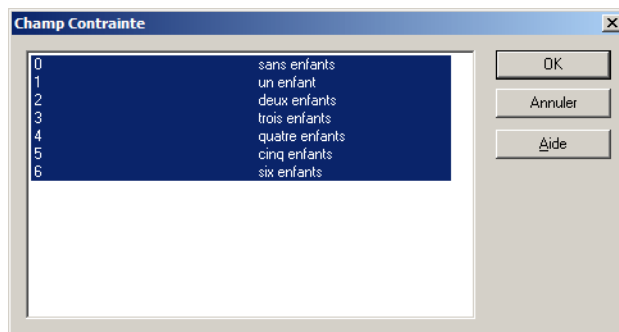 Champ Contrainte
0 sans enfants
1 un enfant
2 deux enfants
3 trois enfants
4 quatre enfants
5 cinq enfants
6 six enfants
OK
Annuler
Aide